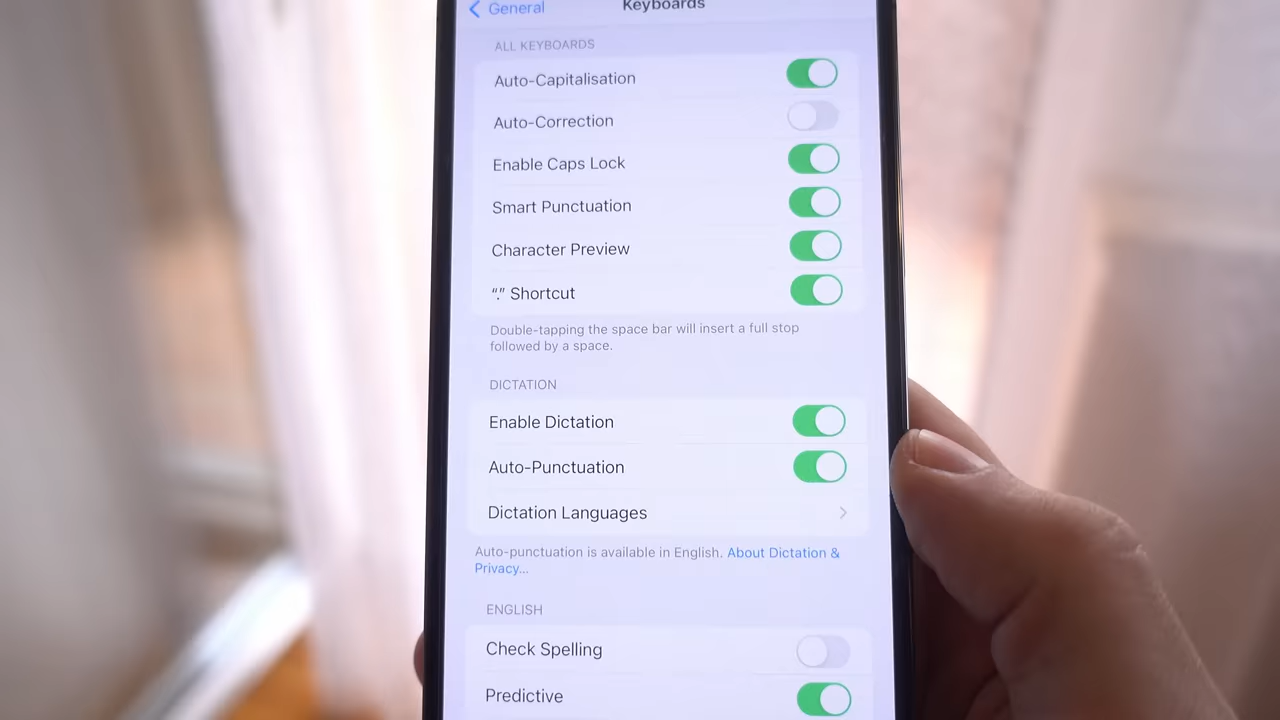 General
Keyboards
ALL KEYBOARDS
Auto-Capitalisation
Auto-Correction
Enable Caps Lock
Smart Punctuation
Character Preview
“.” Shortcut
Double-tapping the space bar will insert a full stop
followed by a space.
DICTATION
Enable Dictation
Auto-Punctuation
Dictation Languages
Auto-punctuation is available in English. About Dictation &
Privacy...
ENGLISH
Check Spelling
Predictive